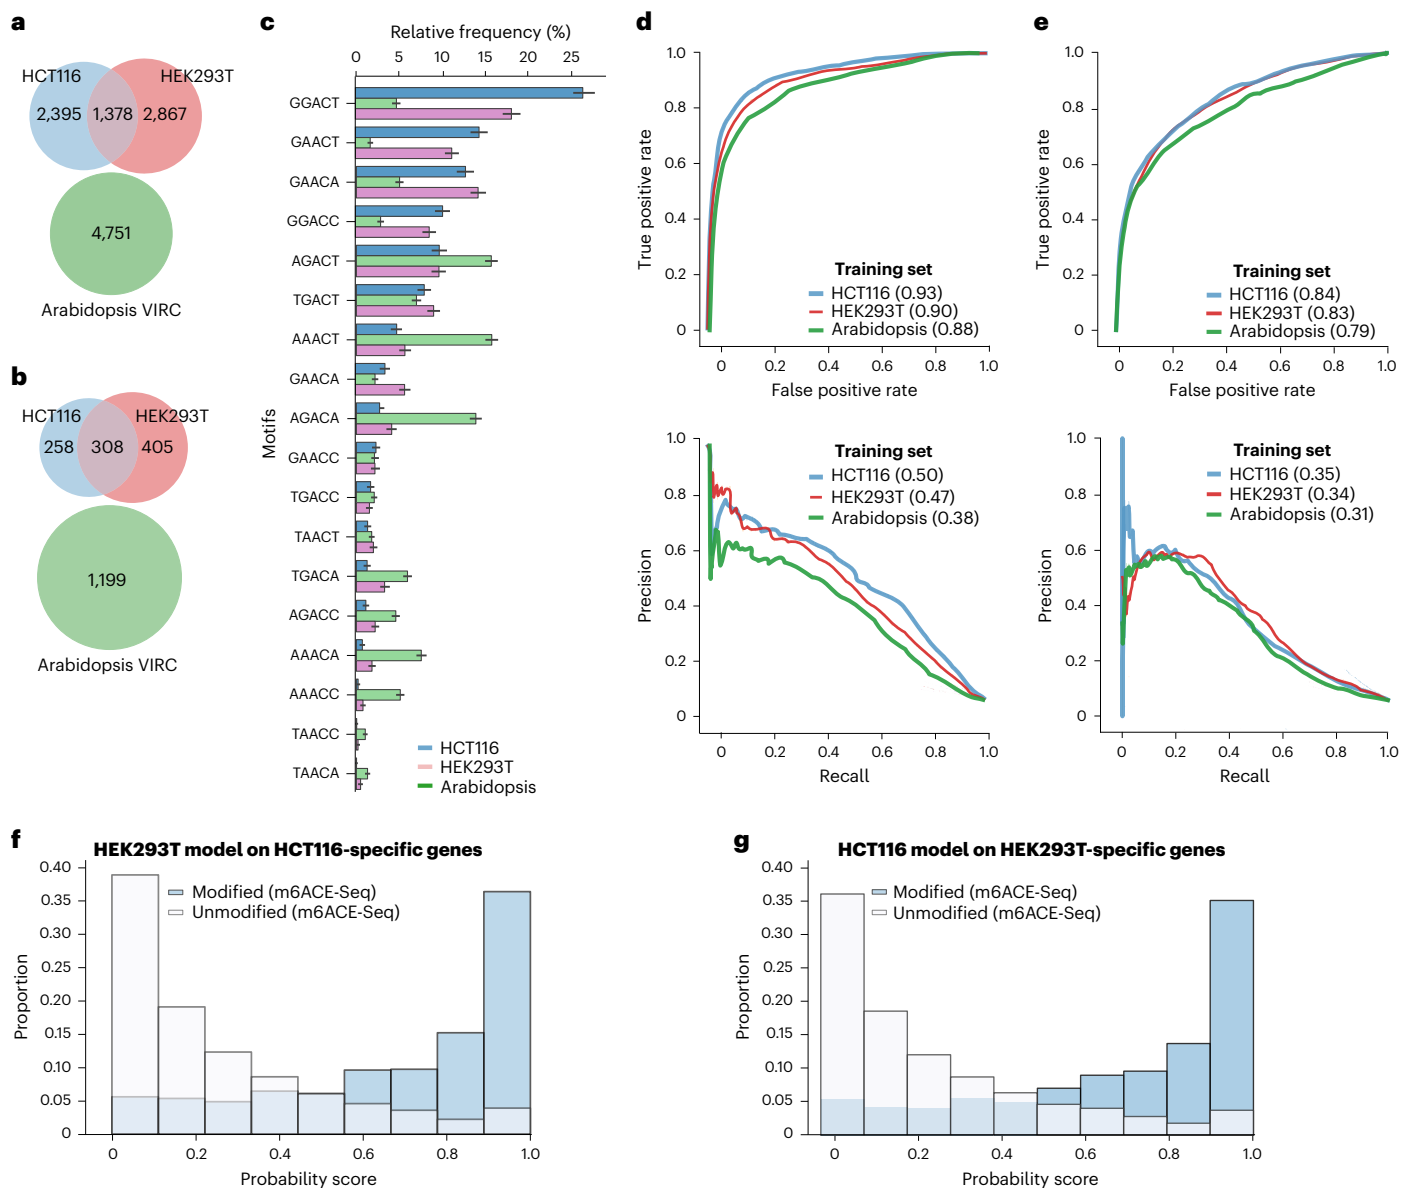 a
HCT116
HEK293T
2,395
1,378
2,867
4,751
Arabidopsis VIRC
b
HCT116
HEK293T
258
308
405
1,199
Arabidopsis VIRC
c
Relative frequency (%)
0
5
10
15
20
25
Motifs
GGACT
GAACT
GAACA
GGACC
AGACT
TGACT
AAACT
GAACA
AGACA
GAACC
TGACC
TAACT
TGACA
AGACC
AAACA
AAACC
TAACC
TAACA
HCT116
HEK293T
Arabidopsis
d
True positive rate
1.0
0.8
0.6
0.4
0.2
0
Training set
HCT116 (0.93)
HEK293T (0.90)
Arabidopsis (0.88)
0
0.2
0.4
0.6
0.8
1.0
False positive rate
Precision
1.0
0.8
0.6
0.4
0.2
0
Training set
HCT116 (0.50)
HEK293T (0.47)
Arabidopsis (0.38)
0
0.2
0.4
0.6
0.8
1.0
Recall
e
True positive rate
1.0
0.8
0.6
0.4
0.2
0
Training set
HCT116 (0.84)
HEK293T (0.83)
Arabidopsis (0.79)
0
0.2
0.4
0.6
0.8
1.0
False positive rate
Precision
1.0
0.8
0.6
0.4
0.2
0
Training set
HCT116 (0.35)
HEK293T (0.34)
Arabidopsis (0.31)
0
0.2
0.4
0.6
0.8
1.0
Recall
f
HEK293T model on HCT116-specific genes
Proportion
0.40
0.35
0.30
0.25
0.20
0.15
0.10
0.05
0
Modified (m6ACE-Seq)
Unmodified (m6ACE-Seq)
0
0.2
0.4
0.6
0.8
1.0
Probability score
g
HCT116 model on HEK293T-specific genes
Proportion
0.40
0.35
0.30
0.25
0.20
0.15
0.10
0.05
0
Modified (m6ACE-Seq)
Unmodified (m6ACE-Seq)
0
0.2
0.4
0.6
0.8
1.0
Probability score